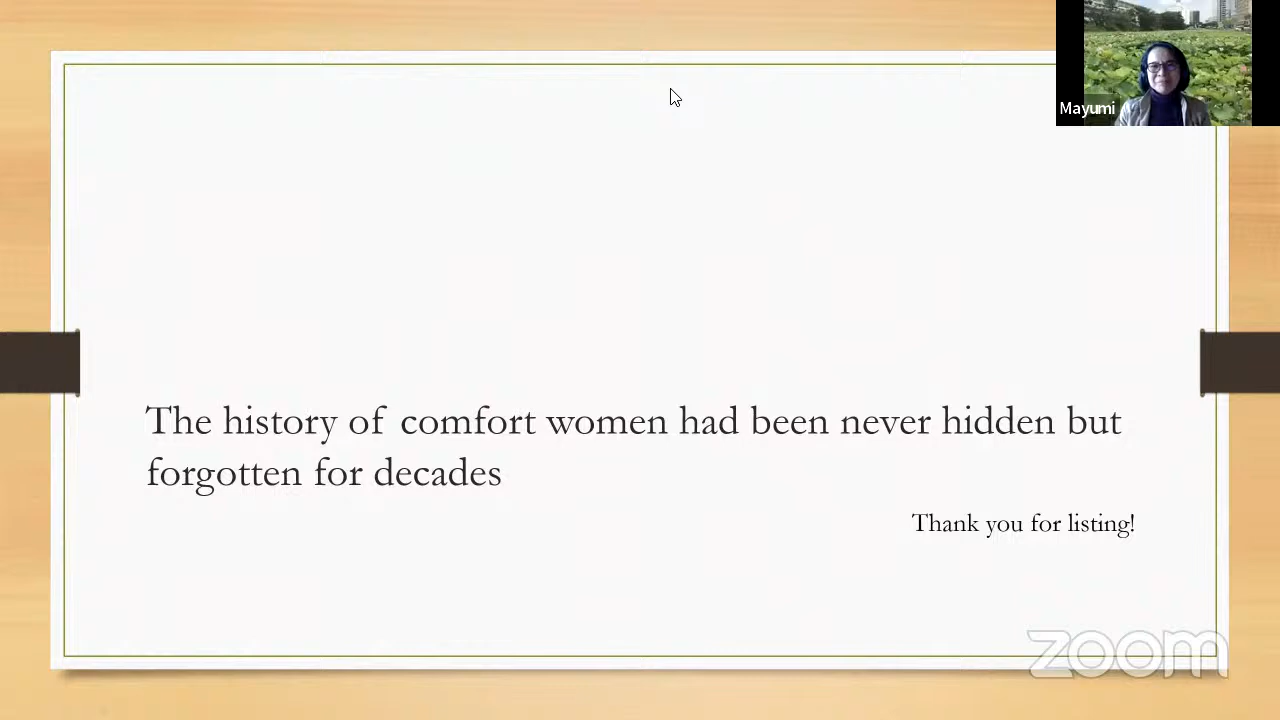 Mayumi
The history of comfort women had been never hidden but
forgotten for decades
Thank you for listing!
zoom